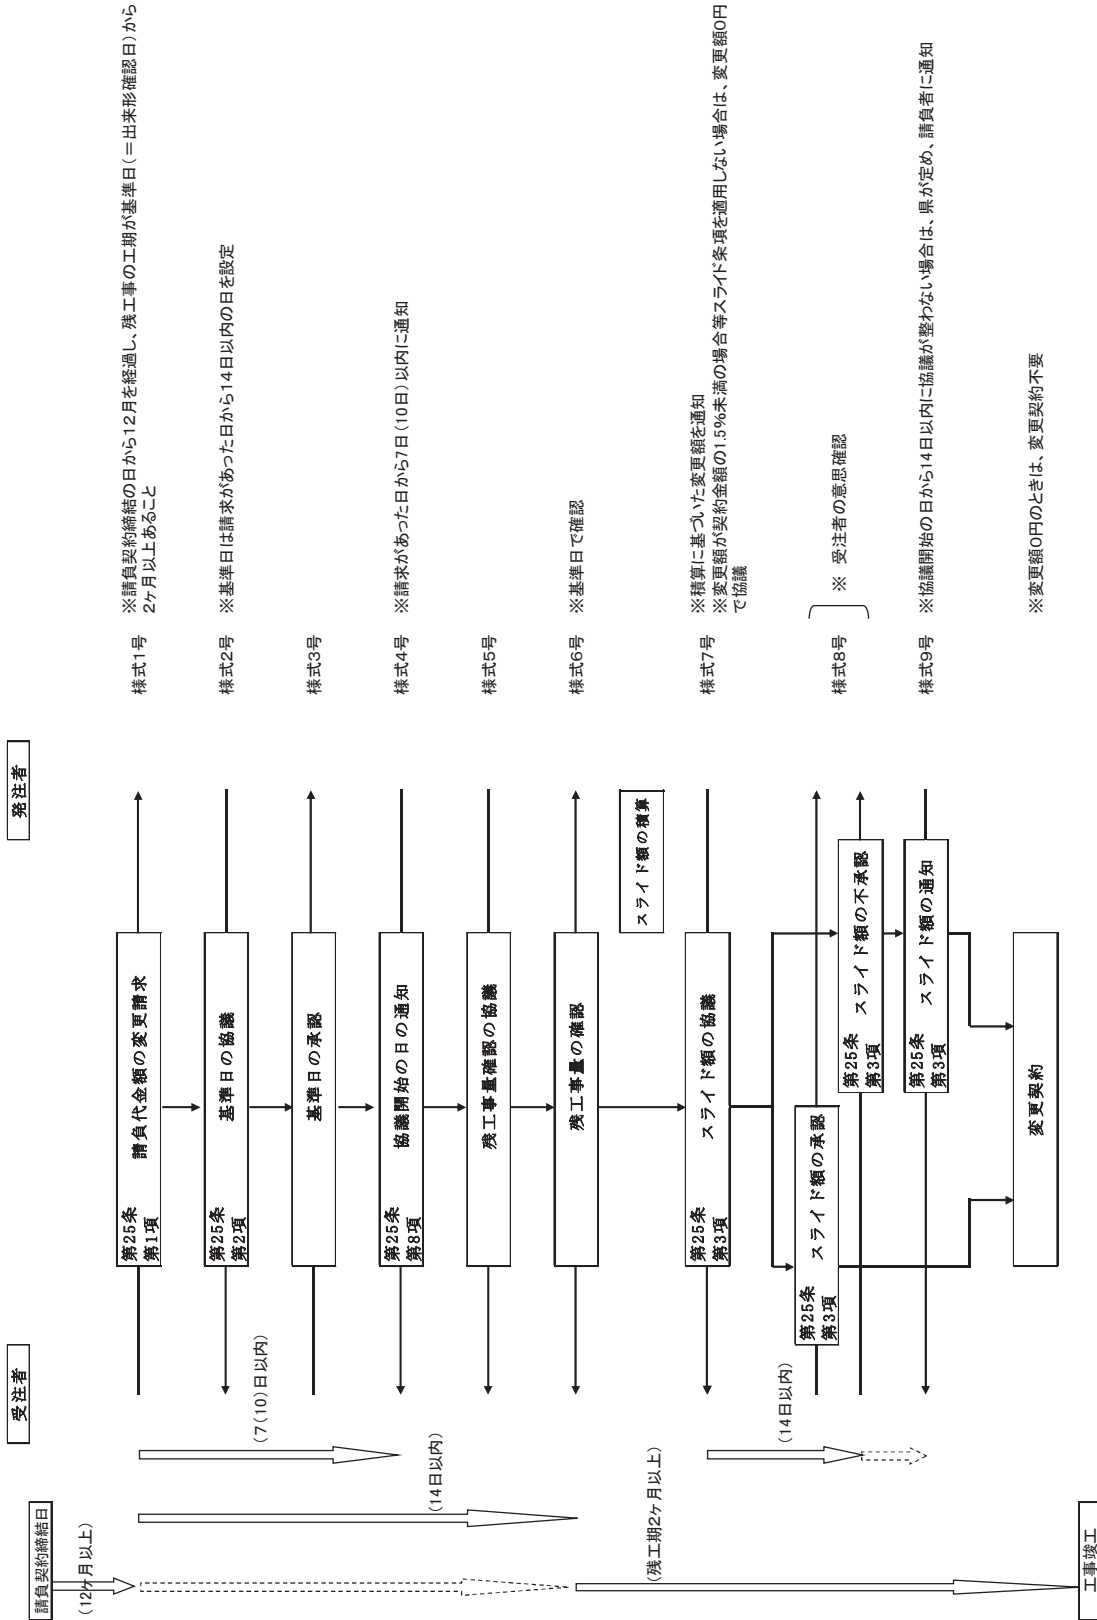 受注者
発注者
請負契約締結日
(12ヶ月以上)
第25条
第1項
請負代金額の変更請求
様式1号
※請負契約締結の日から12月を経過し、残工事の工期が基準日(=出来形確認日)から
2ヶ月以上あること
第25条
第2項
基準日の協議
様式2号
※基準日は請求があった日から14日以内の日を設定
(7(10)日以内)
基準日の承認
様式3号
第25条
第8項
協議開始の日の通知
様式4号
※請求があった日から7日(10日)以内に通知
(14日以内)
残工事量確認の協議
様式5号
残工事量の確認
様式6号
※基準日で確認
スライド額の積算
(残工期2ヶ月以上)
第25条
第3項
スライド額の協議
様式7号
※積算に基づいた変更額を通知
※変更額が契約金額の1.5%未満の場合等スライド条項を適用しない場合は、変更額0円
で協議
(14日以内)
第25条
第3項
スライド額の承認
様式8号
※ 受注者の意思確認
第25条
第3項
スライド額の不承認
第25条
第3項
スライド額の通知
様式9号
※協議開始の日から14日以内に協議が整わない場合は、県が定め、請負者に通知
変更契約
※変更額0円のときは、変更契約不要
工事竣工